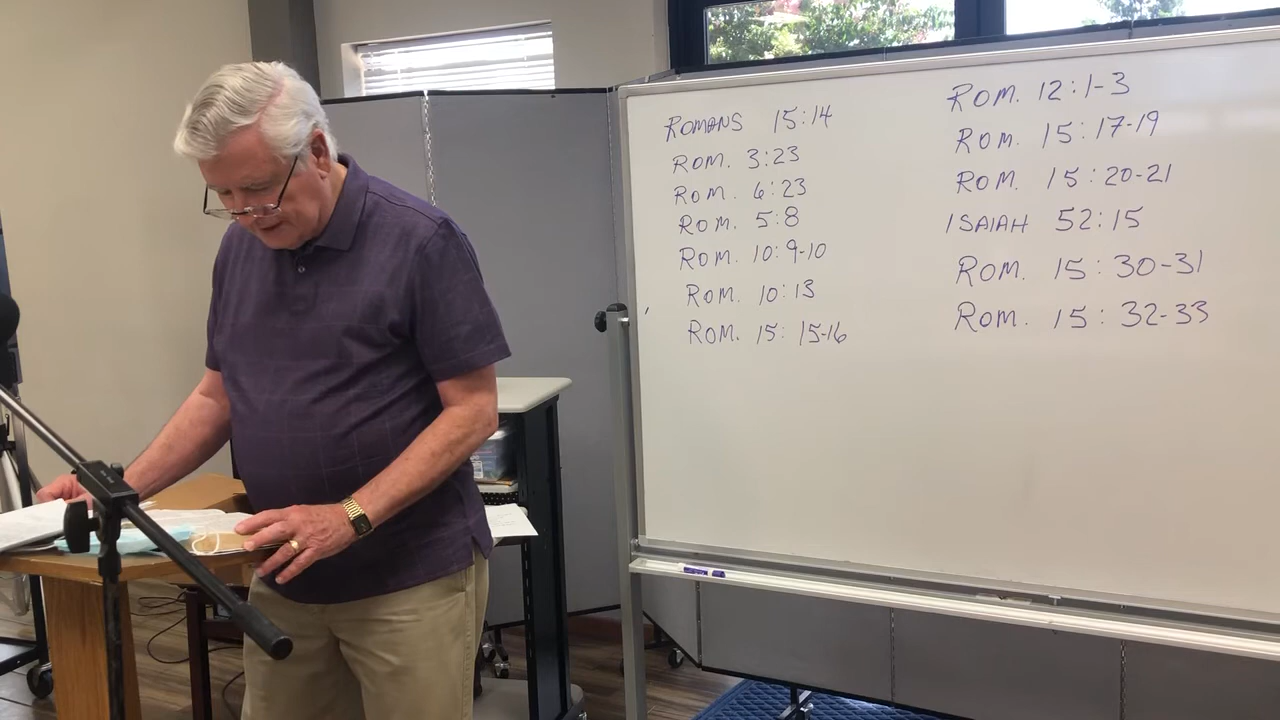 ROMANS 15:14
ROM. 3:23
ROM. 6:23
ROM. 5:8
ROM. 10:9-10
ROM. 10:13
ROM. 15:15-16
ROM. 12:1-3
ROM. 15:17-19
ROM. 15:20-21
ISAIAH 52:15
ROM. 15:30-31
ROM. 15:32-33